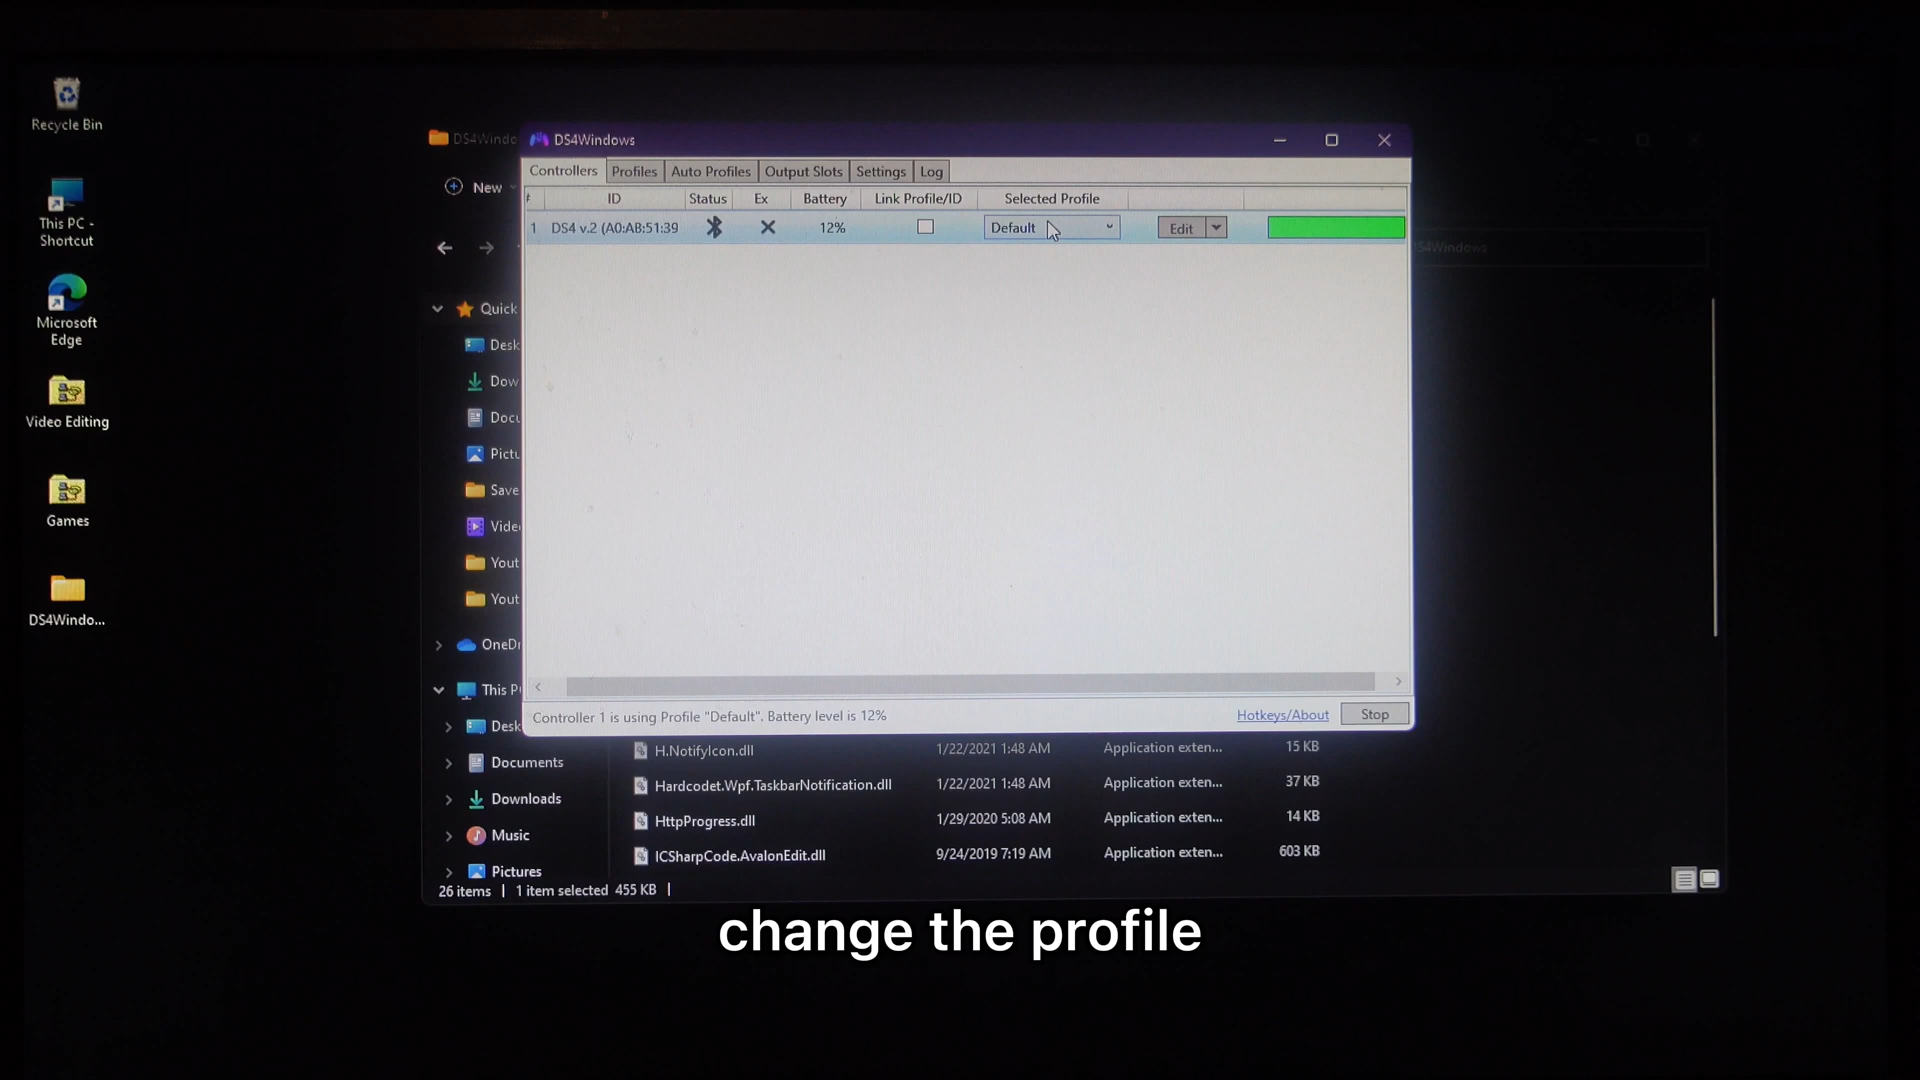 Recycle Bin
This PC -
Shortcut
Microsoft
Edge
Video Editing
Games
DS4Windo...
DS4Windo
New
Quick
Desk
Dow
Docu
Pictu
Save
Vide
Yout
Yout
OneDr
This P
Desk
Documents
Downloads
Music
Pictures
26 items | 1 item selected 455 KB |
DS4Windows
Controllers Profiles Auto Profiles Output Slots Settings Log
ID Status Ex Battery Link Profile/ID Selected Profile
1 DS4 v.2 (A0:AB:51:39 12% Default Edit
Controller 1 is using Profile "Default". Battery level is 12%
Hotkeys/About Stop
S4Windows
H.NotifyIcon.dll 1/22/2021 1:48 AM Application exten... 15 KB
Hardcodet.Wpf.TaskbarNotification.dll 1/22/2021 1:48 AM Application exten... 37 KB
HttpProgress.dll 1/29/2020 5:08 AM Application exten... 14 KB
ICSharpCode.AvalonEdit.dll 9/24/2019 7:19 AM Application exten... 603 KB
change the profile